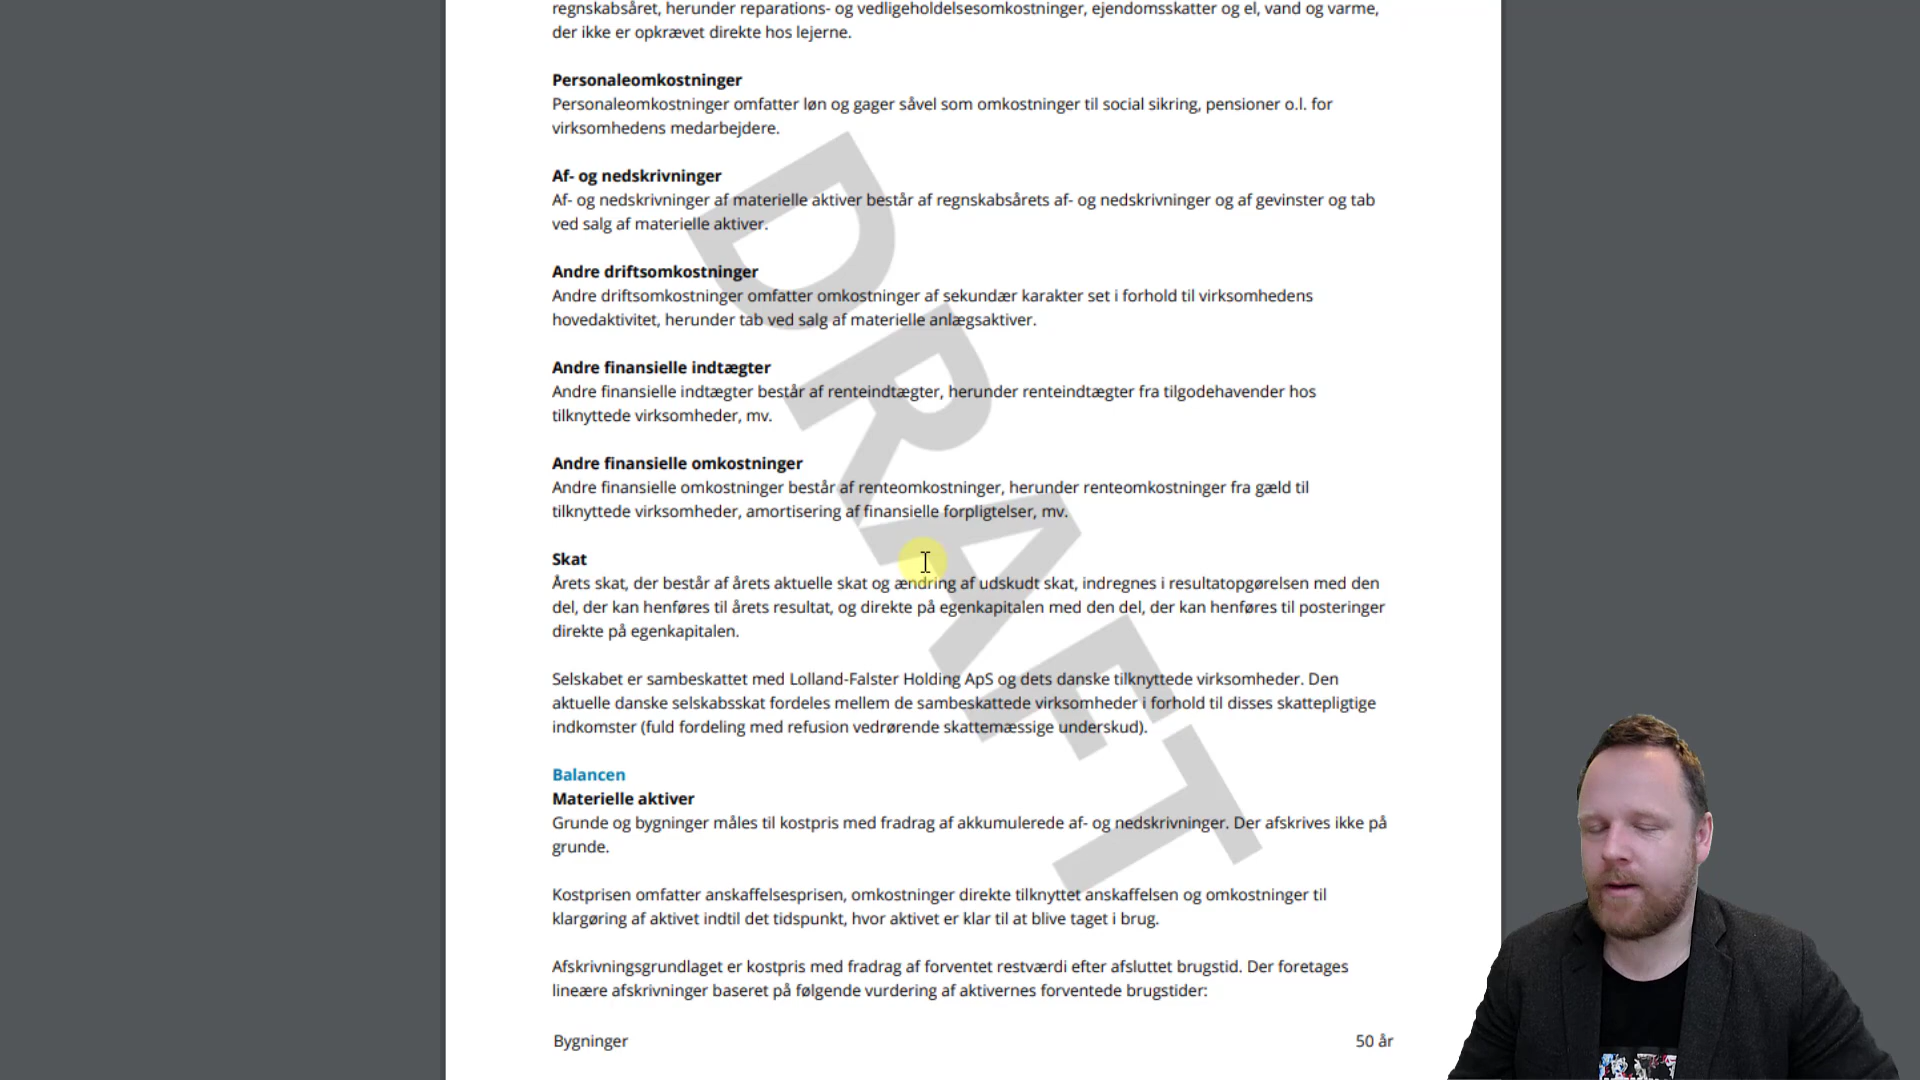 regnskabsåret, herunder reparations- og vedligeholdelsesomkostninger, ejendomsskatter og el, vand og varme,
der ikke er opkrævet direkte hos lejerne.
Personaleomkostninger
Personaleomkostninger omfatter løn og gager såvel som omkostninger til social sikring, pensioner o.l. for
virksomhedens medarbejdere.
Af- og nedskrivninger
Af- og nedskrivninger af materielle aktiver består af regnskabsårets af- og nedskrivninger og af gevinster og tab
ved salg af materielle aktiver.
Andre driftsomkostninger
Andre driftsomkostninger omfatter omkostninger af sekundær karakter set i forhold til virksomhedens
hovedaktivitet, herunder tab ved salg af materielle anlægsaktiver.
Andre finansielle indtægter
Andre finansielle indtægter består af renteindtægter, herunder renteindtægter fra tilgodehavender hos
tilknyttede virksomheder, mv.
Andre finansielle omkostninger
Andre finansielle omkostninger består af renteomkostninger, herunder renteomkostninger fra gæld til
tilknyttede virksomheder, amortisering af finansielle forpligtelser, mv.
Skat
Årets skat, der består af årets aktuelle skat og ændring af udskudt skat, indregnes i resultatopgørelsen med den
del, der kan henføres til årets resultat, og direkte på egenkapitalen med den del, der kan henføres til posteringer
direkte på egenkapitalen.
Selskabet er sambeskattet med Lolland-Falster Holding ApS og dets danske tilknyttede virksomheder. Den
aktuelle danske selskabsskat fordeles mellem de sambeskattede virksomheder i forhold til disses skattepligtige
indkomster (fuld fordeling med refusion vedrørende skattemæssige underskud).
Balancen
Materielle aktiver
Grunde og bygninger måles til kostpris med fradrag af akkumulerede af- og nedskrivninger. Der afskrives ikke på
grunde.
Kostprisen omfatter anskaffelsesprisen, omkostninger direkte tilknyttet anskaffelsen og omkostninger til
klargøring af aktivet indtil det tidspunkt, hvor aktivet er klar til at blive taget i brug.
Afskrivningsgrundlaget er kostpris med fradrag af forventet restværdi efter afsluttet brugstid. Der foretages
lineære afskrivninger baseret på følgende vurdering af aktivernes forventede brugstider:
Bygninger 50 år
DRAFT